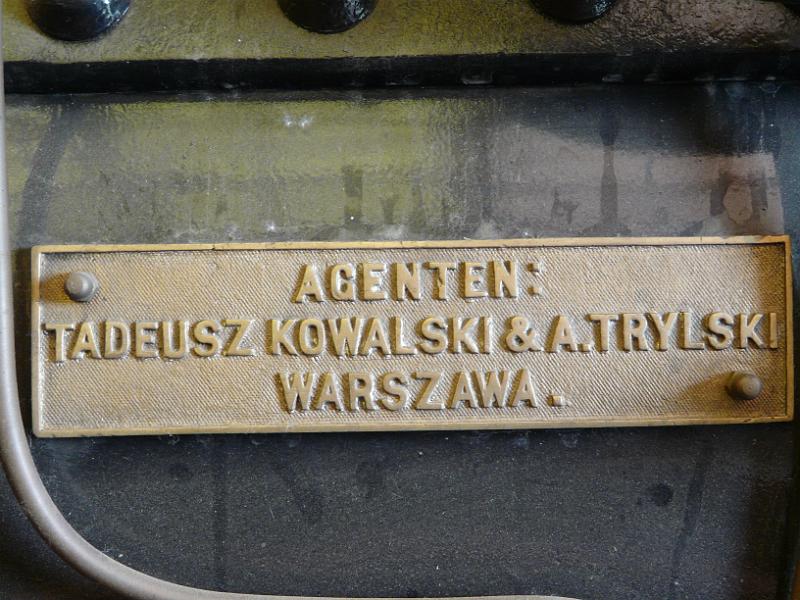 AGENTEN:
TADEUSZ KOWALSKI & A. TRYLSKI
WARSZAWA.